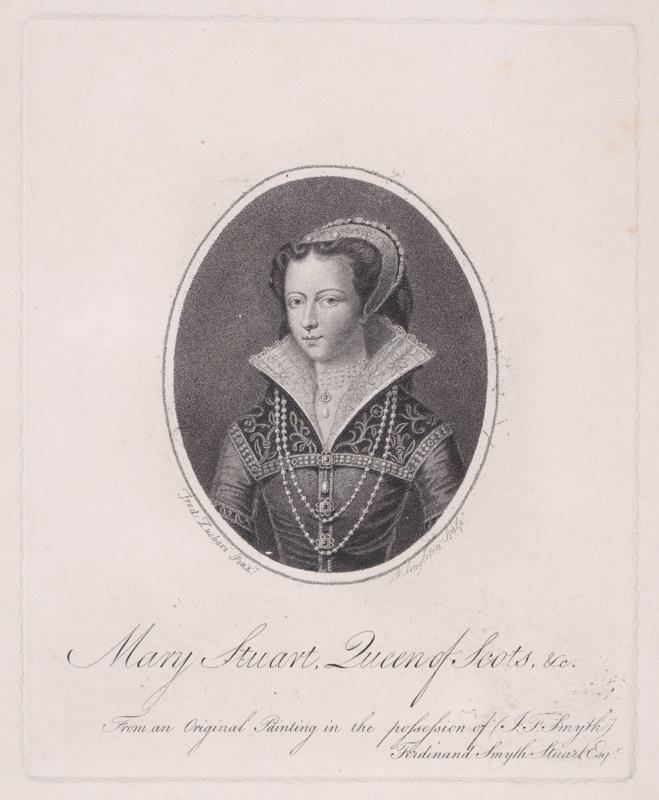 Fred: Zucharo Pinx.t
J. Singleton Sculp.t
Mary Stuart, Queen of Scots, &c.
From an Original Painting in the poſseſsion of (J. F. Smyth)
Ferdinand Smyth Stuart Esq.r